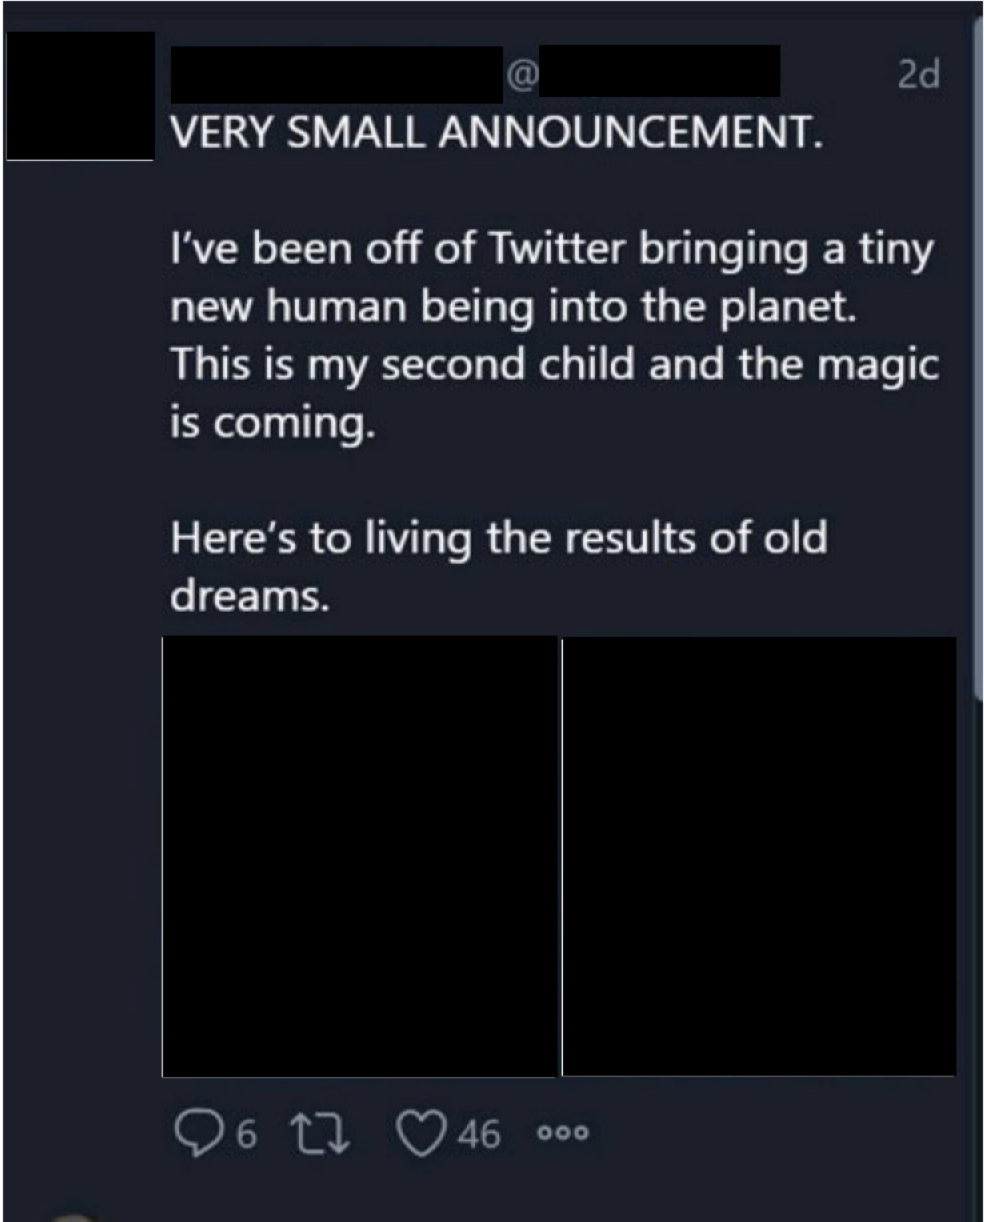 @ 2d
VERY SMALL ANNOUNCEMENT.
I've been off of Twitter bringing a tiny
new human being into the planet.
This is my second child and the magic
is coming.
Here's to living the results of old
dreams.
6 46